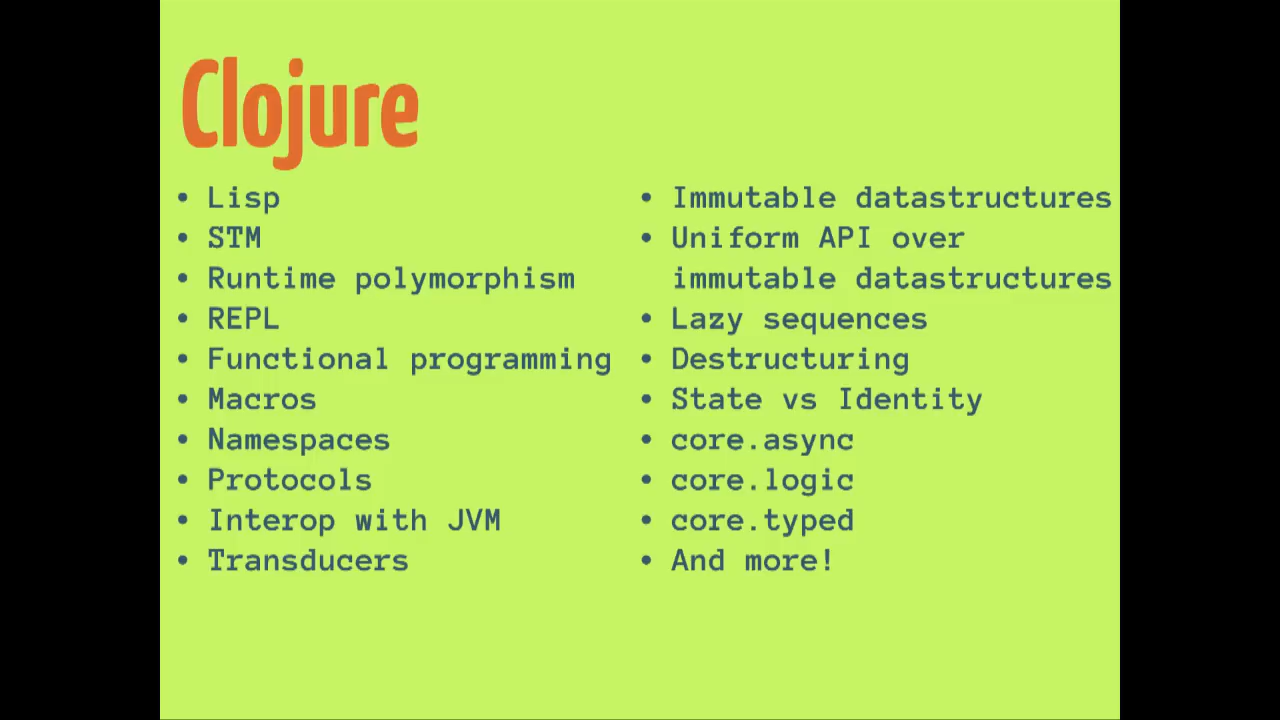 Clojure
• Lisp
• STM
• Runtime polymorphism
• REPL
• Functional programming
• Macros
• Namespaces
• Protocols
• Interop with JVM
• Transducers
• Immutable datastructures
• Uniform API over
immutable datastructures
• Lazy sequences
• Destructuring
• State vs Identity
• core.async
• core.logic
• core.typed
• And more!